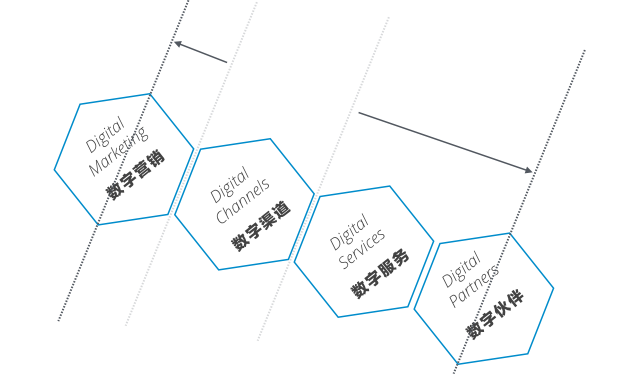 Digital
Marketing
数字营销
Digital
Channels
数字渠道
Digital
Services
数字服务
Digital
Partners
数字伙伴